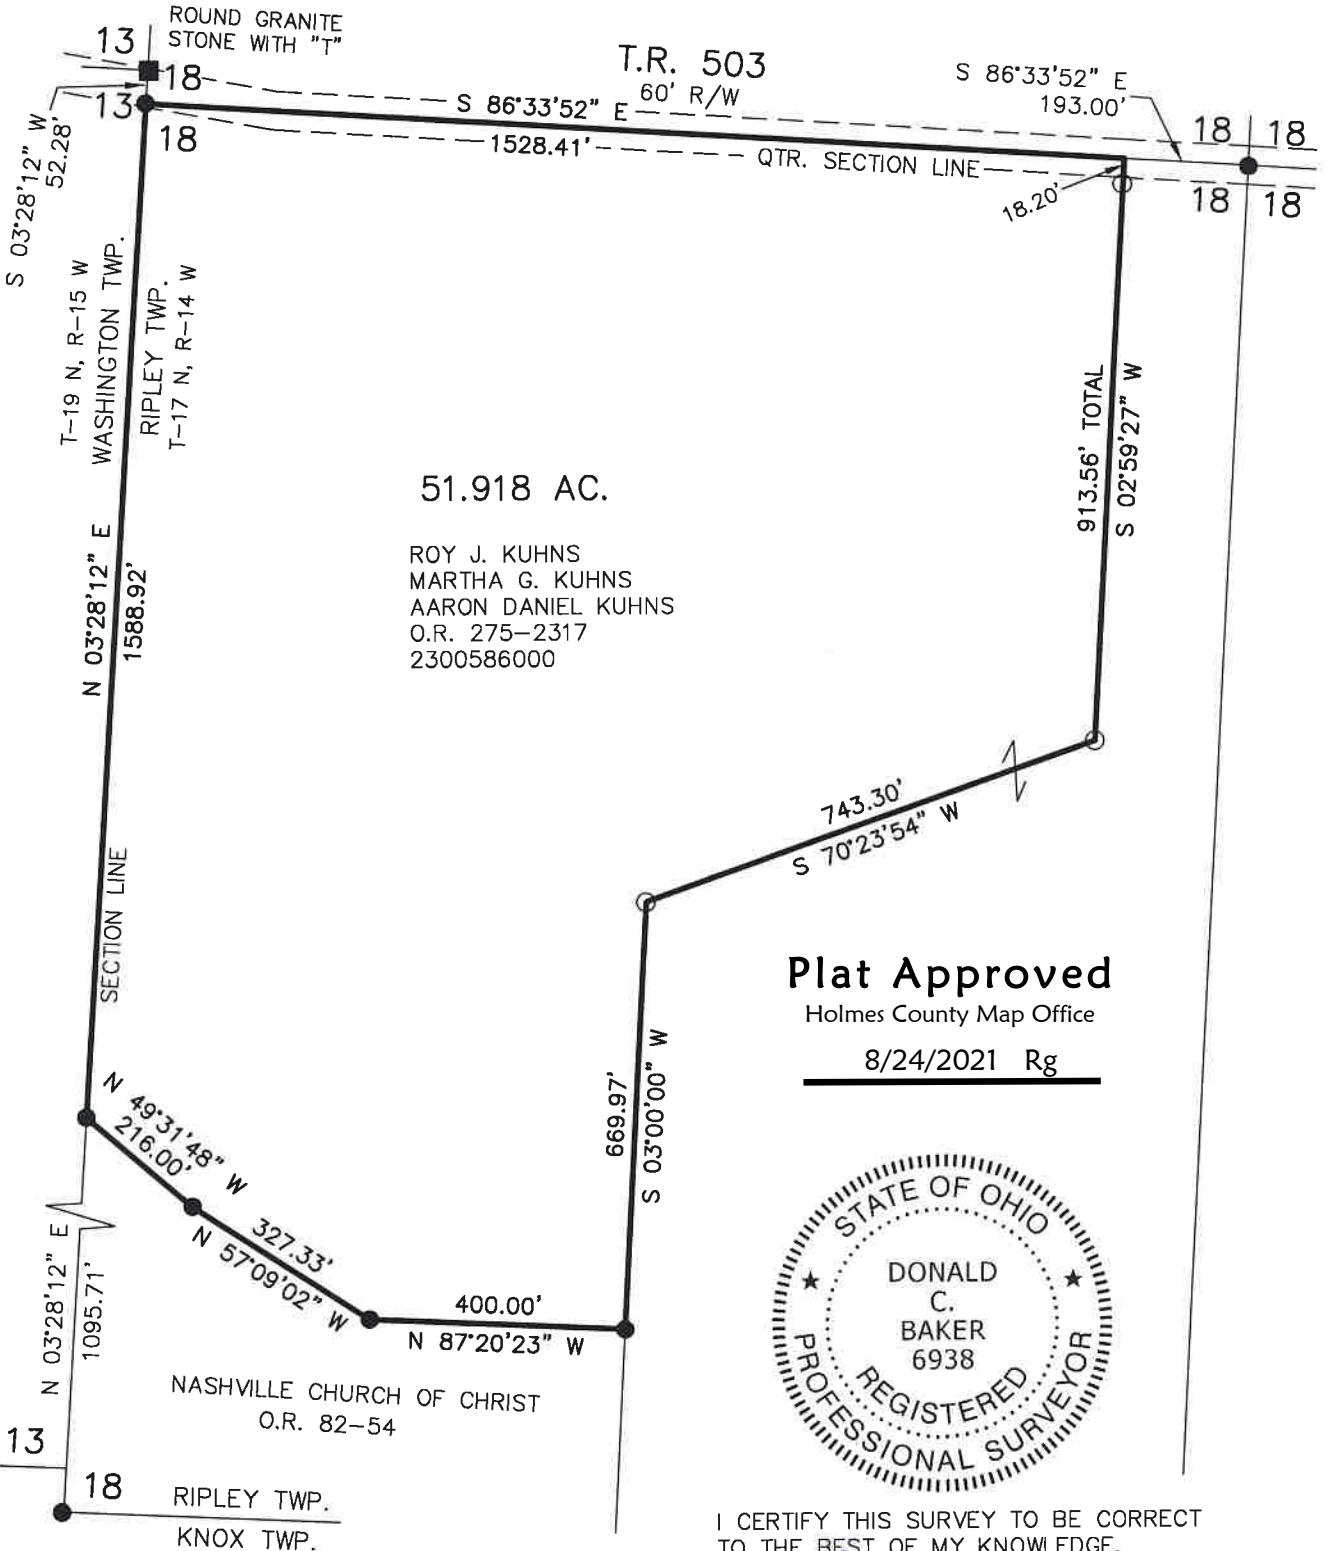 ROUND GRANITE
STONE WITH "T"
13
18
13
18
S 03°28'12" W
52.28'
T.R. 503
60' R/W
S 86°33'52" E
1528.41'
QTR. SECTION LINE
S 86°33'52" E
193.00'
18 18
18 18
18.20'
T-19 N, R-15 W
WASHINGTON TWP.
RIPLEY TWP.
T-17 N, R-14 W
N 03°28'12" E
1588.92'
SECTION LINE
51.918 AC.
ROY J. KUHNS
MARTHA G. KUHNS
AARON DANIEL KUHNS
O.R. 275-2317
2300586000
913.56' TOTAL
S 02°59'27" W
743.30'
S 70°23'54" W
669.97'
S 03°00'00" W
Plat Approved
Holmes County Map Office
8/24/2021 Rg
N 49°31'48" W
216.00'
327.33'
N 57°09'02" W
400.00'
N 87°20'23" W
N 03°28'12" E
1095.71'
NASHVILLE CHURCH OF CHRIST
O.R. 82-54
13
18
RIPLEY TWP.
KNOX TWP.
STATE OF OHIO
DONALD
C.
BAKER
6938
REGISTERED
PROFESSIONAL SURVEYOR
I CERTIFY THIS SURVEY TO BE CORRECT
TO THE BEST OF MY KNOWLEDGE.